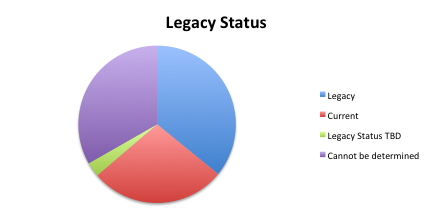 Legacy Status
Legacy
Current
Legacy Status TBD
Cannot be determined